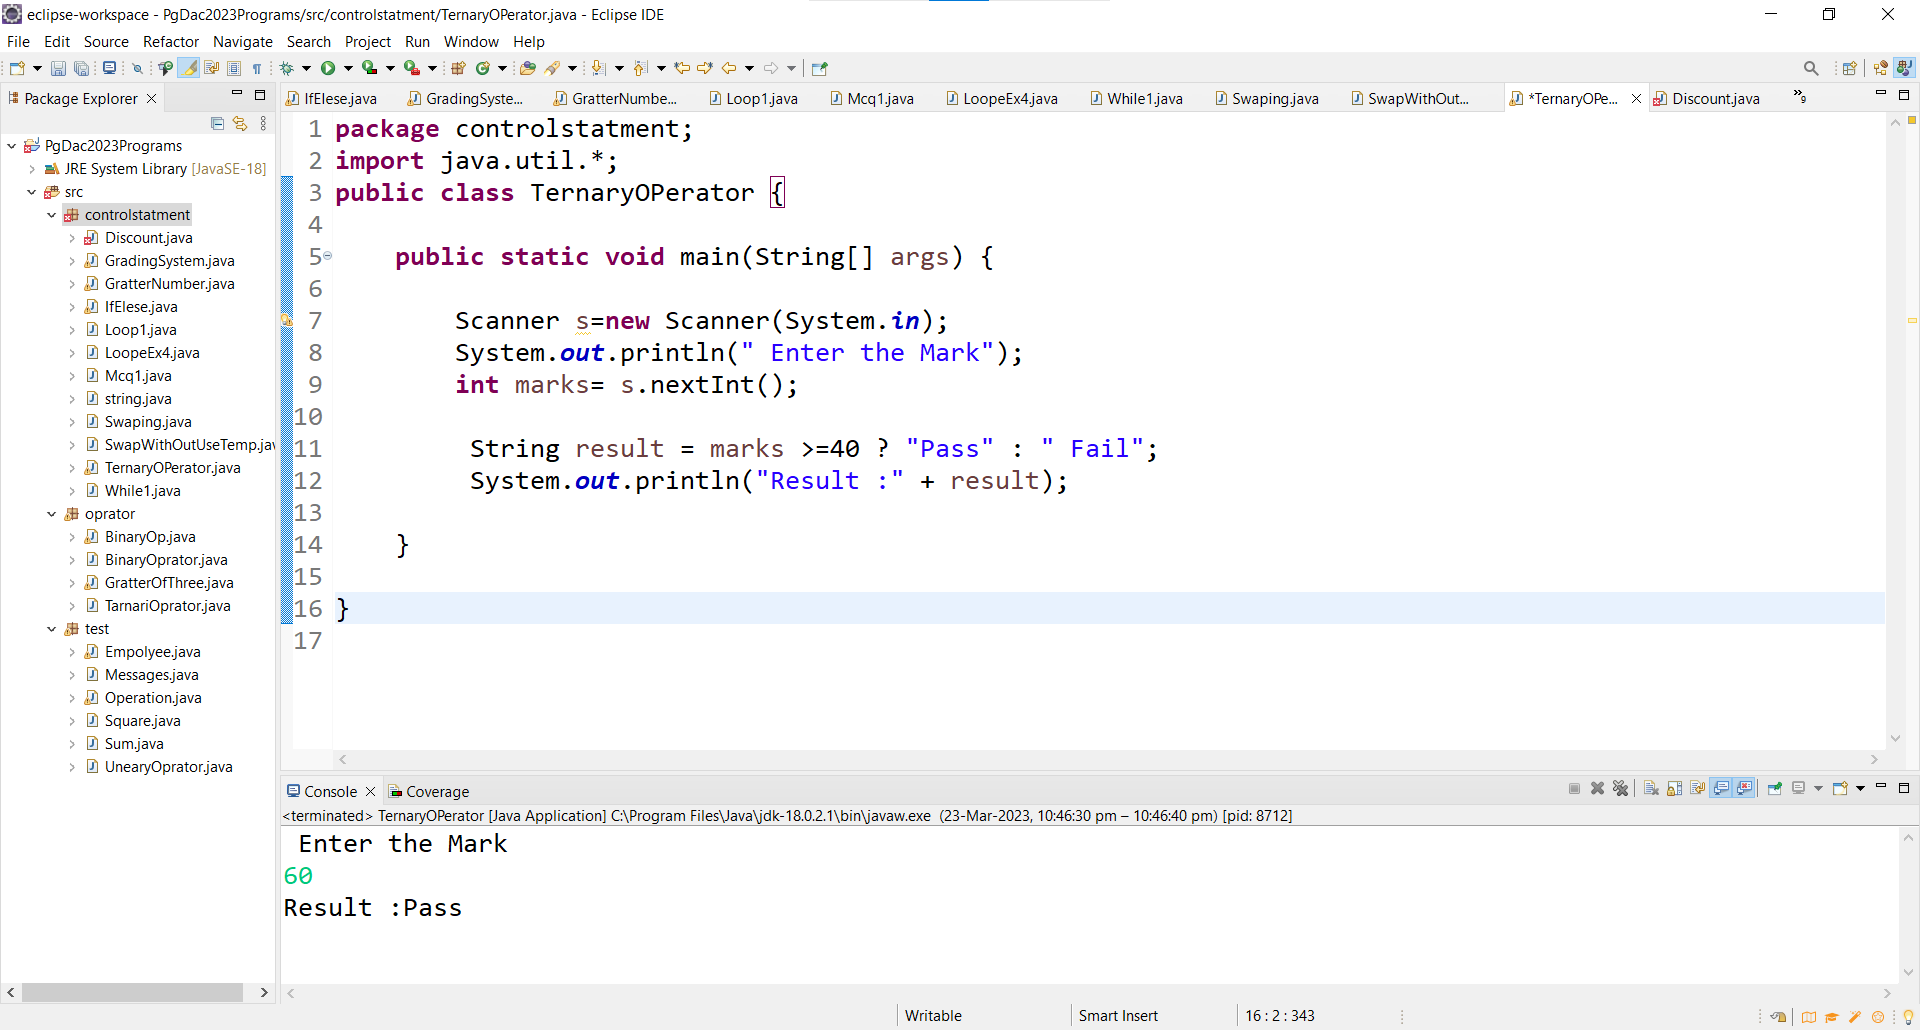 eclipse-workspace - PgDac2023Programs/src/controlstatment/TernaryOPerator.java - Eclipse IDE
File Edit Source Refactor Navigate Search Project Run Window Help
Package Explorer
IfElese.java GradingSyste... GratterNumbe... Loop1.java Mcq1.java LoopeEx4.java While1.java Swaping.java SwapWithOut... *TernaryOPe... Discount.java »9
PgDac2023Programs
JRE System Library [JavaSE-18]
src
controlstatment
Discount.java
GradingSystem.java
GratterNumber.java
IfElese.java
Loop1.java
LoopeEx4.java
Mcq1.java
string.java
Swaping.java
SwapWithOutUseTemp.jav
TernaryOPerator.java
While1.java
oprator
BinaryOp.java
BinaryOprator.java
GratterOfThree.java
TarnariOprator.java
test
Empolyee.java
Messages.java
Operation.java
Square.java
Sum.java
UnearyOprator.java
1 package controlstatment;
2 import java.util.*;
3 public class TernaryOPerator {
4
5 public static void main(String[] args) {
6
7 Scanner s=new Scanner(System.in);
8 System.out.println(" Enter the Mark");
9 int marks= s.nextInt();
10
11 String result = marks >=40 ? "Pass" : " Fail";
12 System.out.println("Result :" + result);
13
14 }
15
16 }
17
Console Coverage
<terminated> TernaryOPerator [Java Application] C:\Program Files\Java\jdk-18.0.2.1\bin\javaw.exe (23-Mar-2023, 10:46:30 pm – 10:46:40 pm) [pid: 8712]
Enter the Mark
60
Result :Pass
Writable Smart Insert 16 : 2 : 343